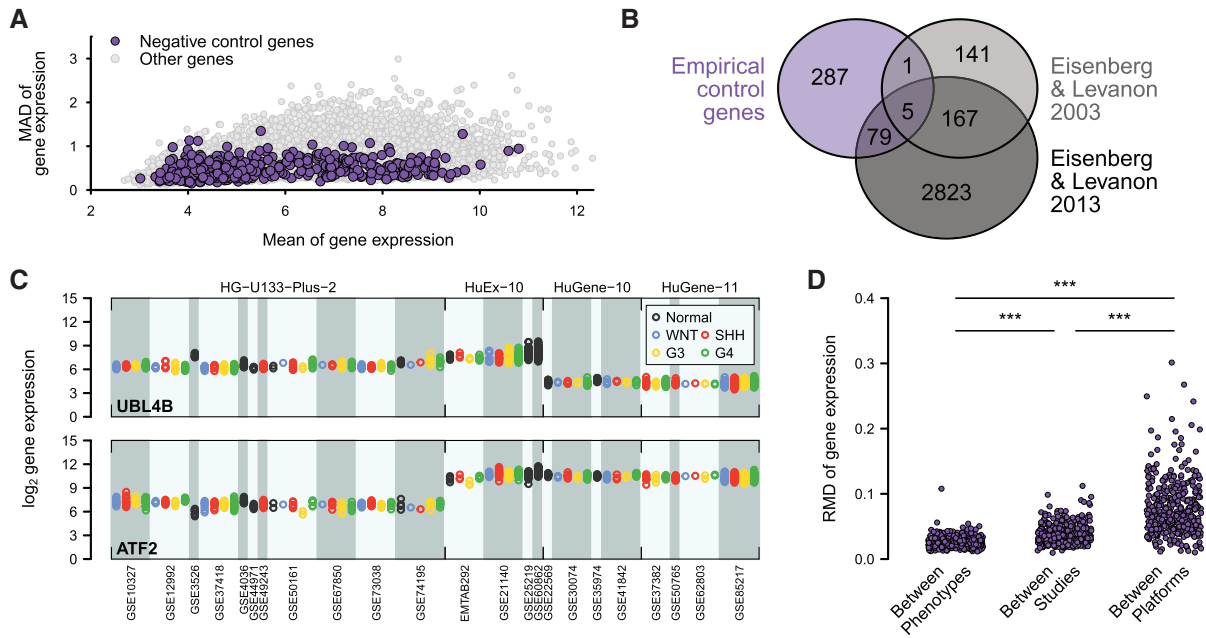 A
Negative control genes
Other genes
MAD of
gene expression
3
2
1
0
2
4
6
8
10
12
Mean of gene expression
B
Empirical
control
genes
287
1
141
5
79
167
2823
Eisenberg
& Levanon
2003
Eisenberg
& Levanon
2013
C
HG-U133-Plus-2
HuEx-10
HuGene-10
HuGene-11
log2 gene expression
15
12
9
6
3
0
UBL4B
Normal
WNT
SHH
G3
G4
15
12
9
6
3
0
ATF2
GSE10327
GSE12992
GSE3526
GSE37418
GSE4036
GSE44971
GSE49243
GSE50161
GSE67850
GSE73038
GSE74195
EMTAB292
GSE21140
GSE25219
GSE60862
GSE22569
GSE30074
GSE35974
GSE41842
GSE37382
GSE50765
GSE62803
GSE85217
D
***
***
***
RMD of gene expression
0.4
0.3
0.2
0.1
0.0
Between
Phenotypes
Between
Studies
Between
Platforms